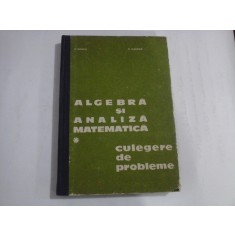 ALGEBRA
ȘI
ANALIZĂ
MATEMATICĂ
culegere
de
probleme